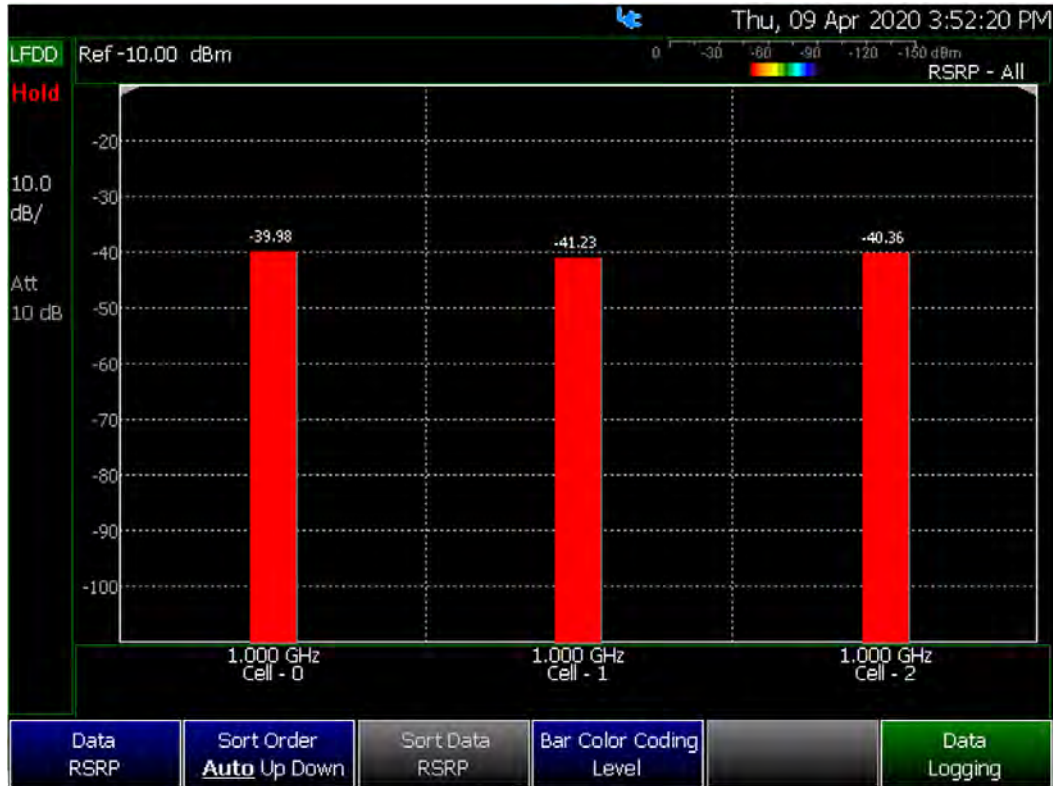 Thu, 09 Apr 2020 3:52:20 PM
LFDD
Ref -10.00 dBm
0 -30 -60 -90 -120 -150 dBm
RSRP - All
Hold
10.0
dB/
Att
10 dB
-20
-30
-40
-50
-60
-70
-80
-90
-100
-39.98
-41.23
-40.36
1.000 GHz
Cell - 0
1.000 GHz
Cell - 1
1.000 GHz
Cell - 2
Data
RSRP
Sort Order
Auto Up Down
Sort Data
RSRP
Bar Color Coding
Level
Data
Logging